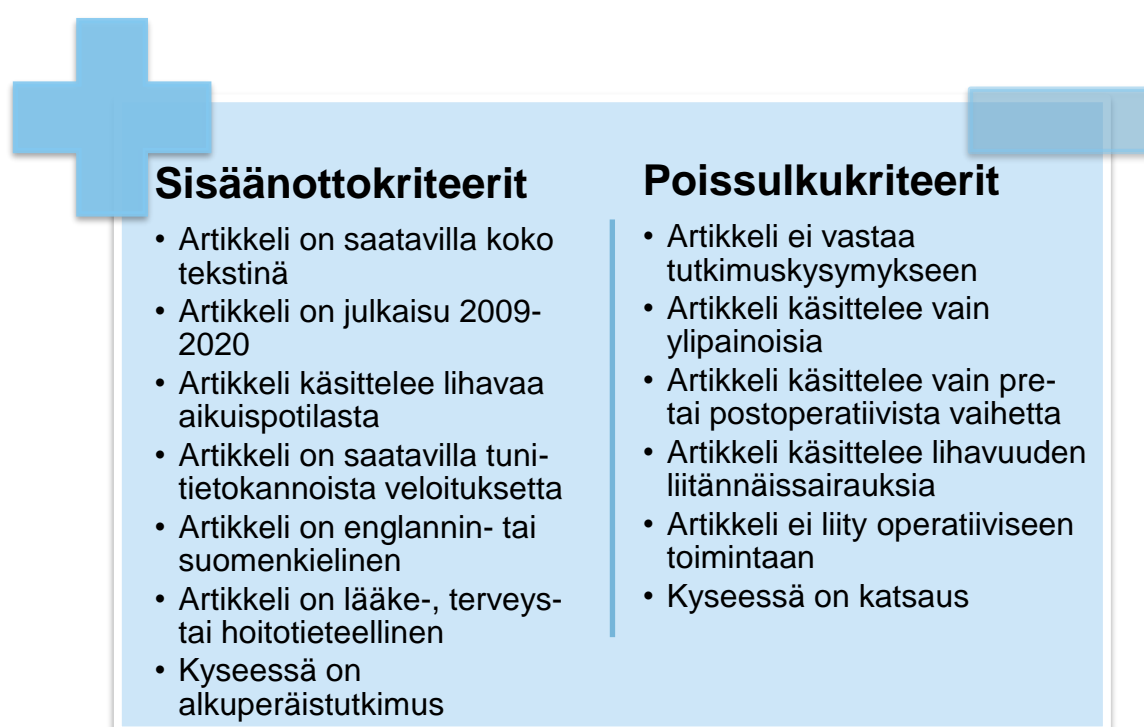 Sisäänottokriteerit
• Artikkeli on saatavilla koko
tekstinä
• Artikkeli on julkaisu 2009-
2020
• Artikkeli käsittelee lihavaa
aikuispotilasta
• Artikkeli on saatavilla tuni-
tietokannoista veloituksetta
• Artikkeli on englannin- tai
suomenkielinen
• Artikkeli on lääke-, terveys-
tai hoitotieteellinen
• Kyseessä on
alkuperäistutkimus
Poissulkukriteerit
• Artikkeli ei vastaa
tutkimuskysymykseen
• Artikkeli käsittelee vain
ylipainoisia
• Artikkeli käsittelee vain pre-
tai postoperatiivista vaihetta
• Artikkeli käsittelee lihavuuden
liitännäissairauksia
• Artikkeli ei liity operatiiviseen
toimintaan
• Kyseessä on katsaus